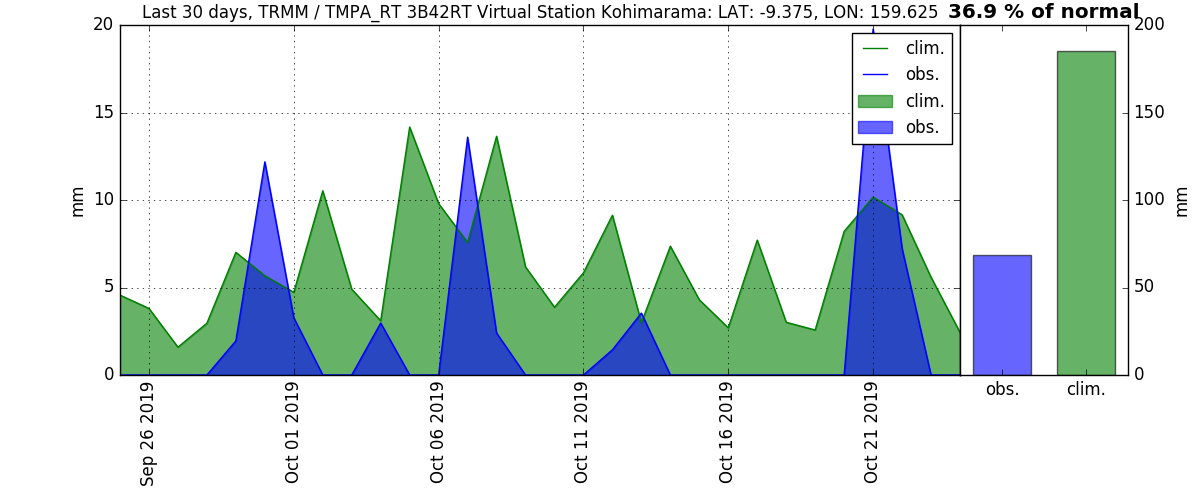 Last 30 days, TRMM / TMPA_RT 3B42RT Virtual Station Kohimarama: LAT: -9.375, LON: 159.625
36.9 % of normal
20
15
10
5
0
mm
clim.
obs.
clim.
obs.
Sep 26 2019
Oct 01 2019
Oct 06 2019
Oct 11 2019
Oct 16 2019
Oct 21 2019
200
150
100
50
0
mm
obs.
clim.